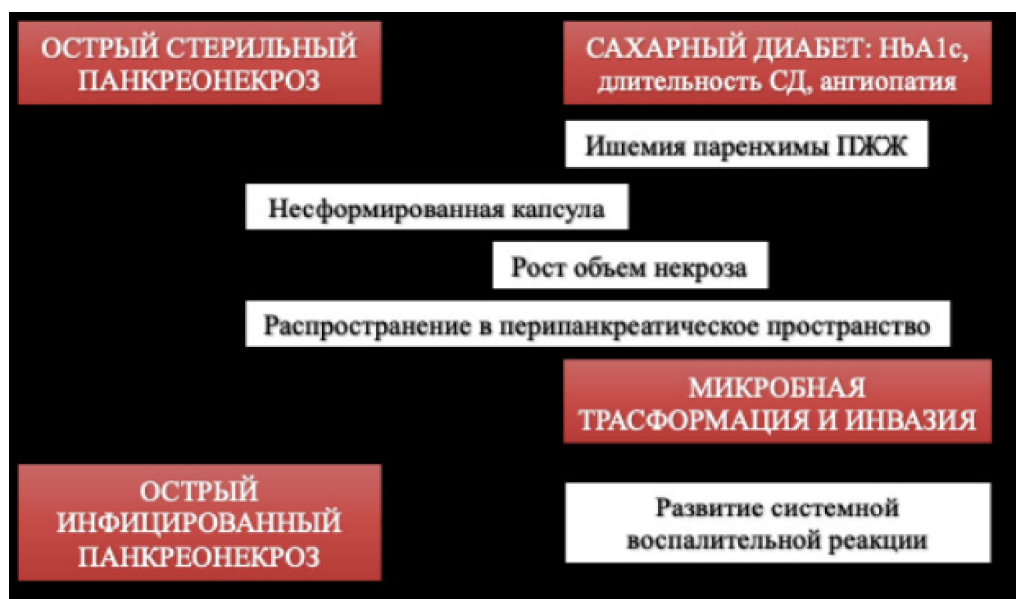 ОСТРЫЙ СТЕРИЛЬНЫЙ
ПАНКРЕОНЕКРОЗ
САХАРНЫЙ ДИАБЕТ: HbA1c,
длительность СД, ангиопатия
Ишемия паренхимы ПЖЖ
Несформированная капсула
Рост объем некроза
Распространение в перипанкреатическое пространство
МИКРОБНАЯ
ТРАСФОРМАЦИЯ И ИНВАЗИЯ
ОСТРЫЙ
ИНФИЦИРОВАННЫЙ
ПАНКРЕОНЕКРОЗ
Развитие системной
воспалительной реакции